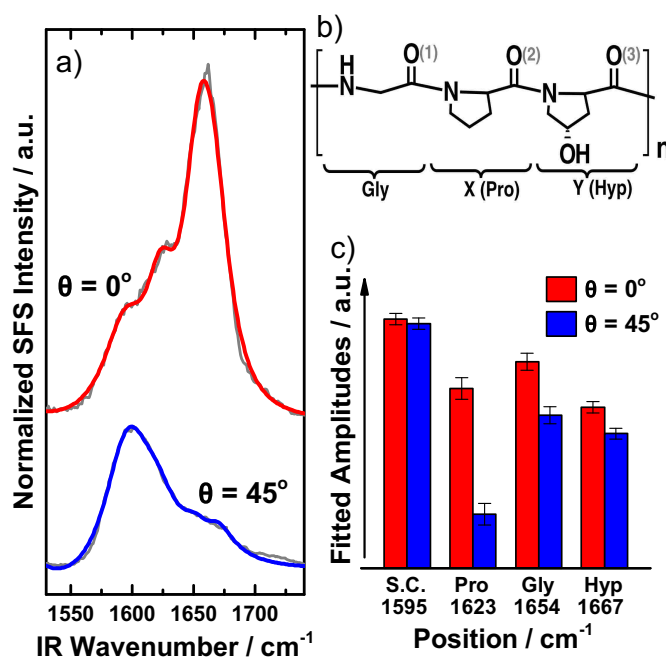 a)
Normalized SFS Intensity / a.u.
θ = 0°
θ = 45°
1550 1600 1650 1700
IR Wavenumber / cm-1
b)
O(1) O(2) O(3)
H
N N N
OH
n
Gly X (Pro) Y (Hyp)
c)
Fitted Amplitudes / a.u.
θ = 0°
θ = 45°
S.C. Pro Gly Hyp
1595 1623 1654 1667
Position / cm-1